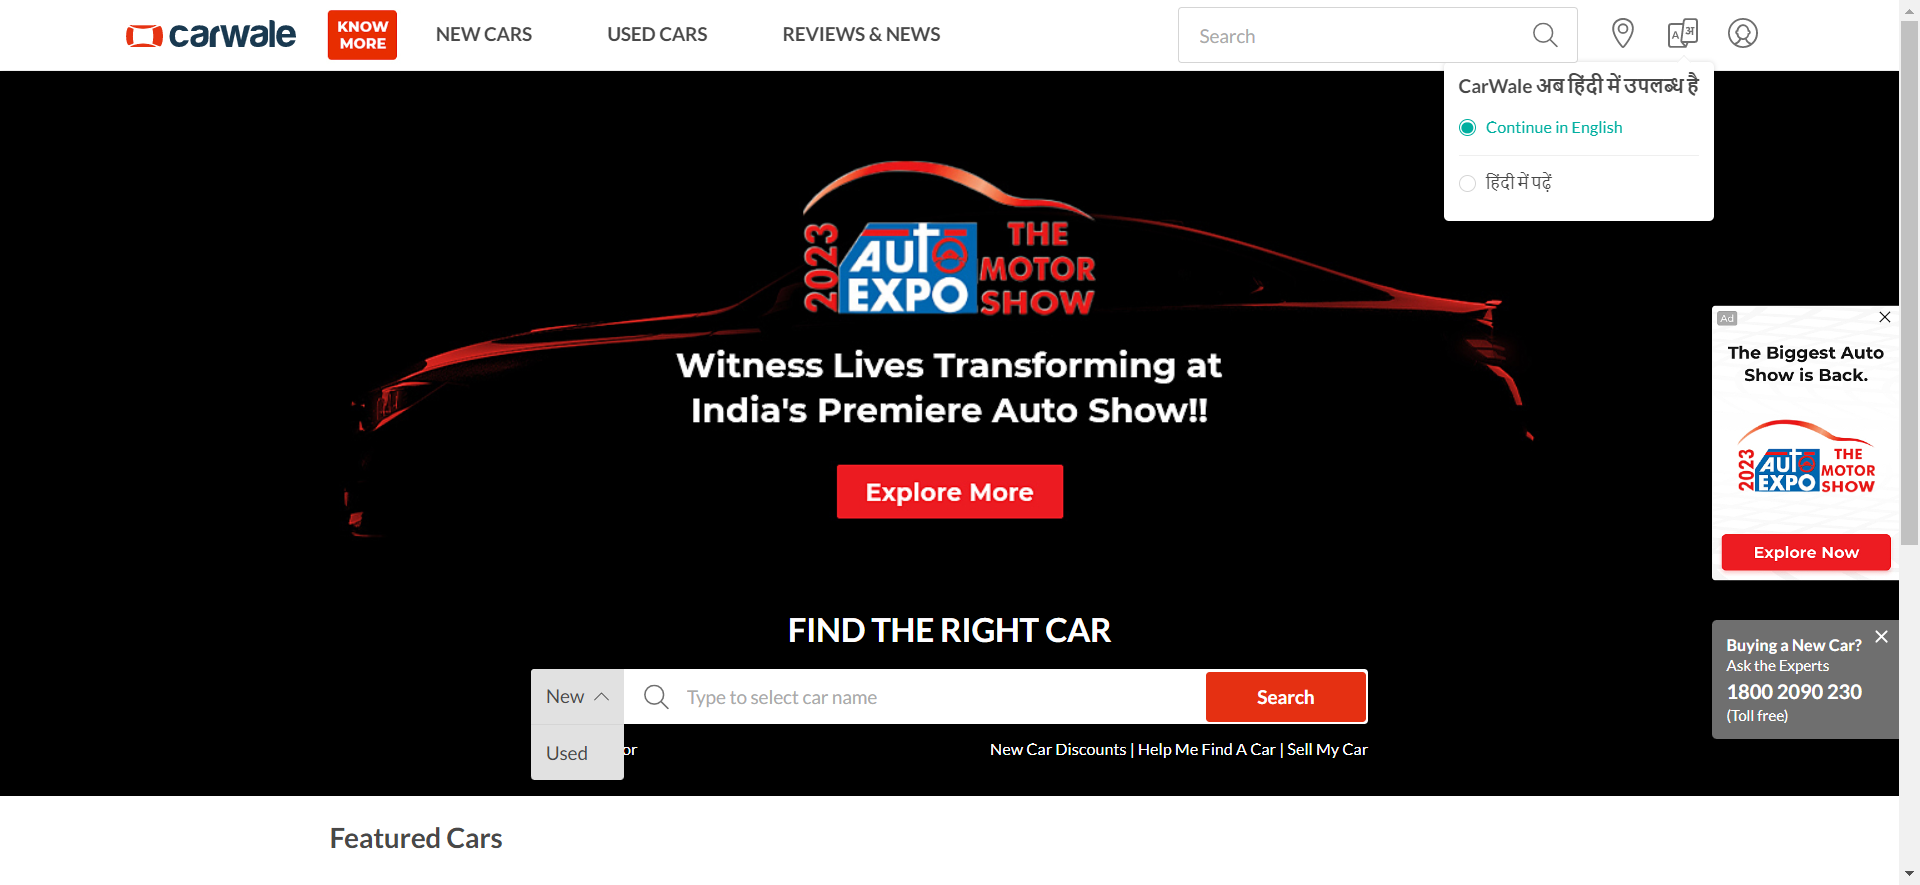 carwale
KNOW
MORE
NEW CARS
USED CARS
REVIEWS & NEWS
Search
A अ
CarWale अब हिंदी में उपलब्ध है
Continue in English
हिंदी में पढ़ें
2023
AUTO
EXPO
THE
MOTOR
SHOW
Witness Lives Transforming at
India's Premiere Auto Show!!
Explore More
Ad
The Biggest Auto
Show is Back.
2023
AUTO
EXPO
THE
MOTOR
SHOW
Explore Now
FIND THE RIGHT CAR
New
Type to select car name
Search
Used
or
New Car Discounts | Help Me Find A Car | Sell My Car
Buying a New Car?
Ask the Experts
1800 2090 230
(Toll free)
Featured Cars